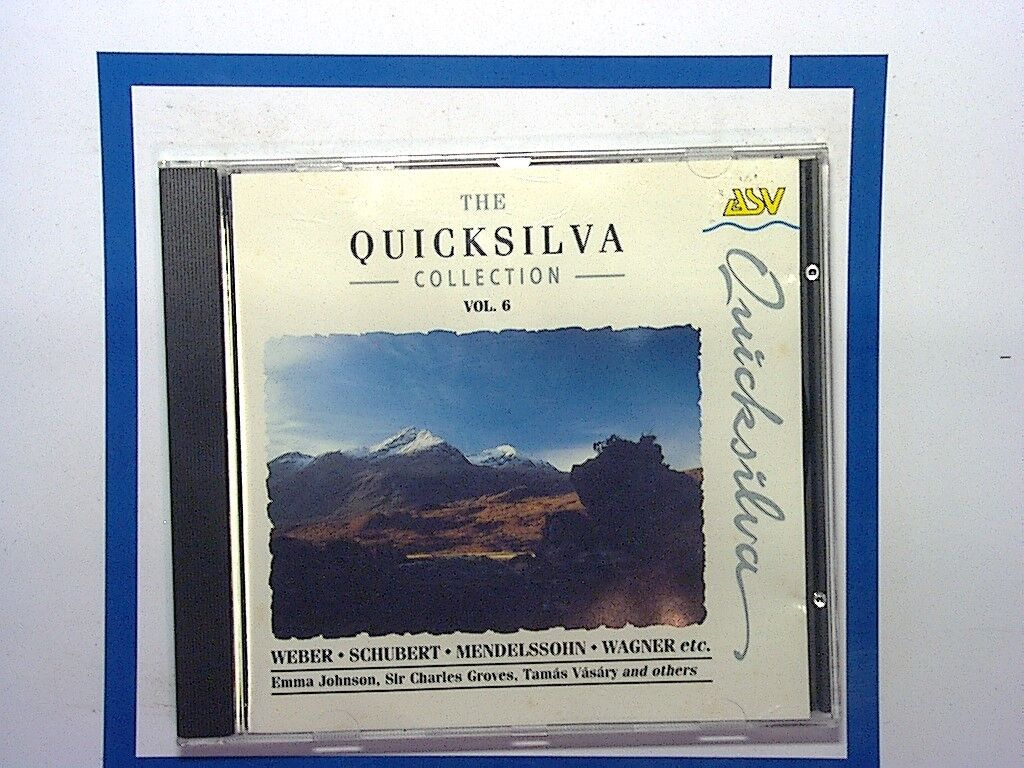 THE
QUICKSILVA
COLLECTION
VOL. 6
ASV
Quicksilva
WEBER • SCHUBERT • MENDELSSOHN • WAGNER etc.
Emma Johnson, Sir Charles Groves, Tamás Vásáry and others